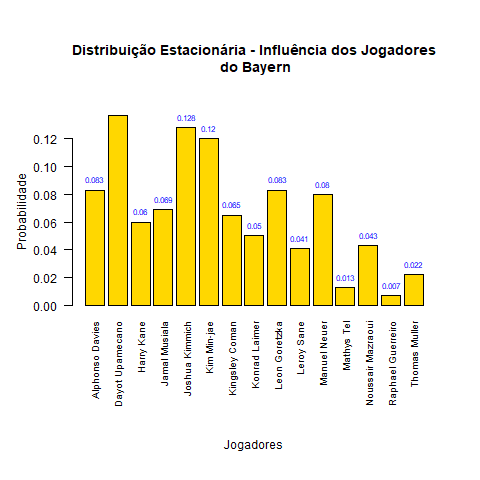 Distribuição Estacionária - Influência dos Jogadores
do Bayern
Probabilidade
0.12
0.10
0.08
0.06
0.04
0.02
0.00
0.083
0.06
0.069
0.128
0.12
0.065
0.05
0.083
0.041
0.08
0.013
0.043
0.007
0.022
Alphonso Davies
Dayot Upamecano
Harry Kane
Jamal Musiala
Joshua Kimmich
Kim Min-jae
Kingsley Coman
Konrad Laimer
Leon Goretzka
Leroy Sane
Manuel Neuer
Mathys Tel
Noussair Mazraoui
Raphael Guerreiro
Thomas Muller
Jogadores